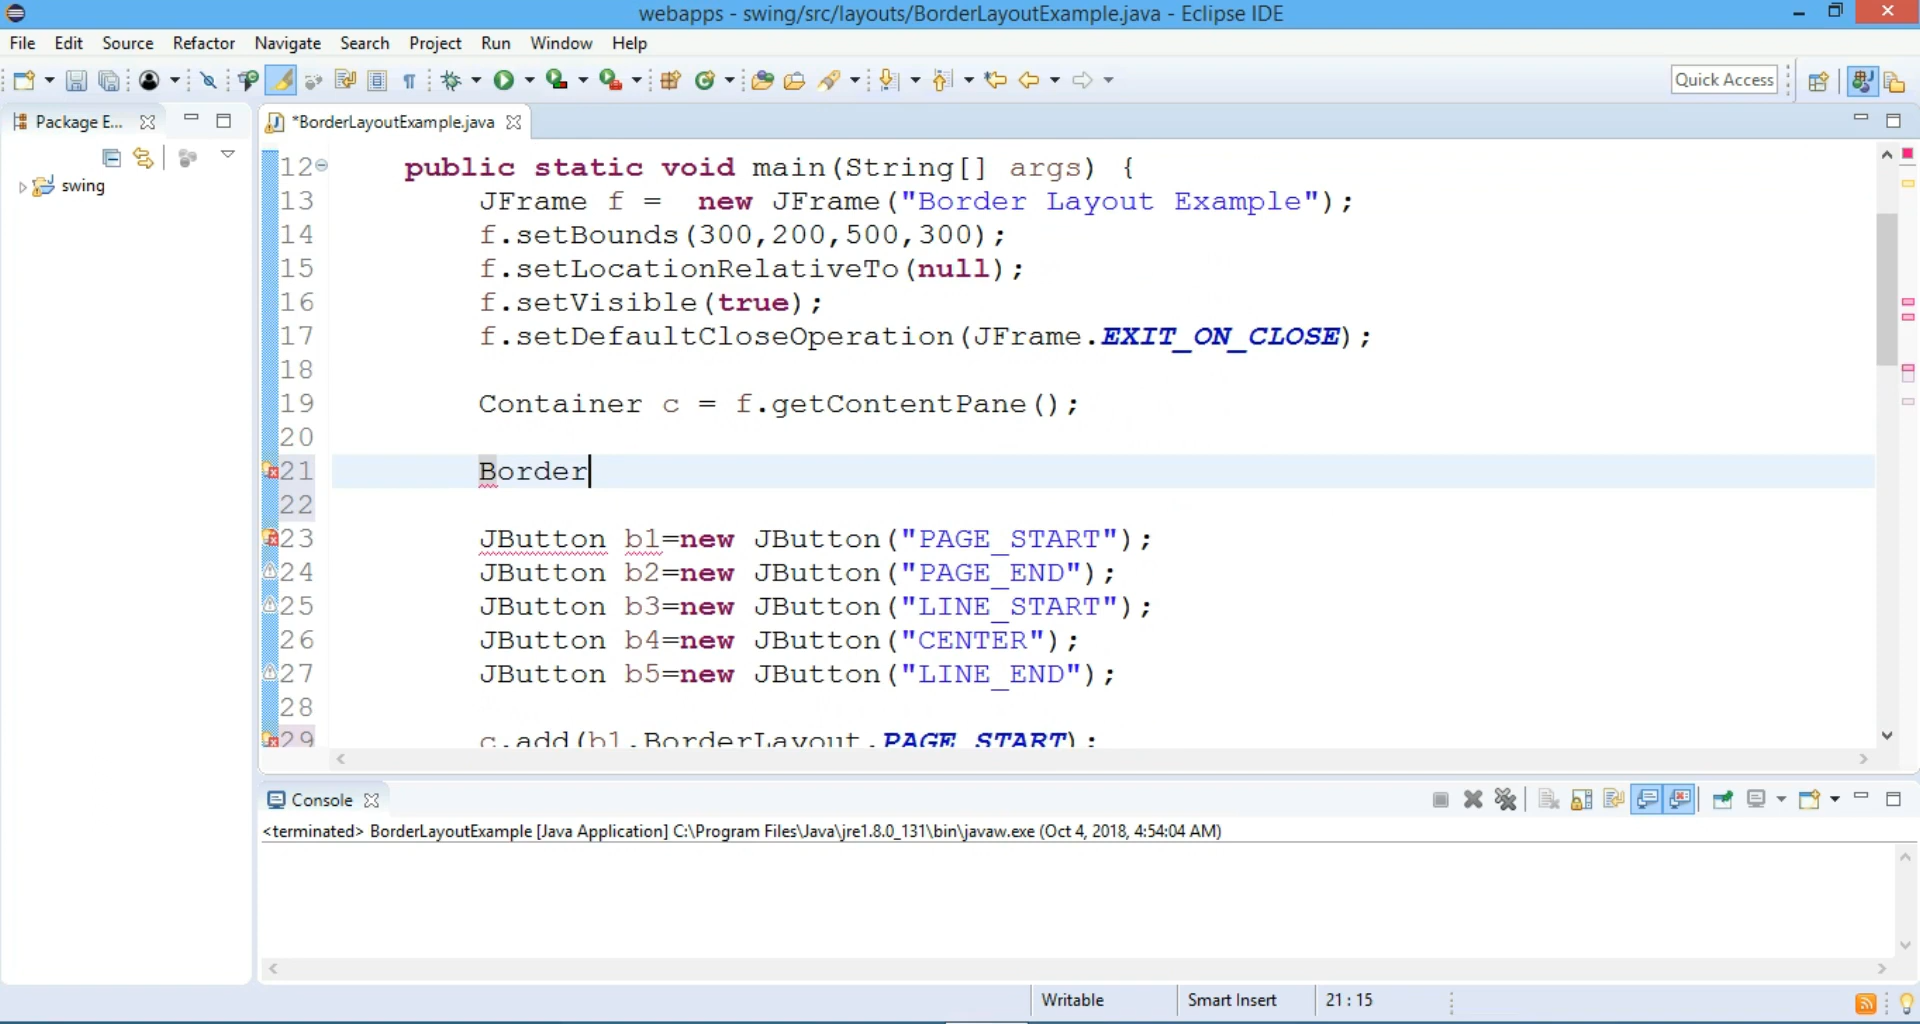 webapps - swing/src/layouts/BorderLayoutExample.java - Eclipse IDE
File Edit Source Refactor Navigate Search Project Run Window Help
Quick Access
Package E...
*BorderLayoutExample.java
swing
12 public static void main(String[] args) {
13 JFrame f =  new JFrame("Border Layout Example");
14 f.setBounds(300,200,500,300);
15 f.setLocationRelativeTo(null);
16 f.setVisible(true);
17 f.setDefaultCloseOperation(JFrame.EXIT_ON_CLOSE);
18
19 Container c = f.getContentPane();
20
21 Border
22
23 JButton b1=new JButton("PAGE_START");
24 JButton b2=new JButton("PAGE_END");
25 JButton b3=new JButton("LINE_START");
26 JButton b4=new JButton("CENTER");
27 JButton b5=new JButton("LINE_END");
28
29 c.add(b1,BorderLayout.PAGE_START);
Console
<terminated> BorderLayoutExample [Java Application] C:\Program Files\Java\jre1.8.0_131\bin\javaw.exe (Oct 4, 2018, 4:54:04 AM)
Writable Smart Insert 21 : 15